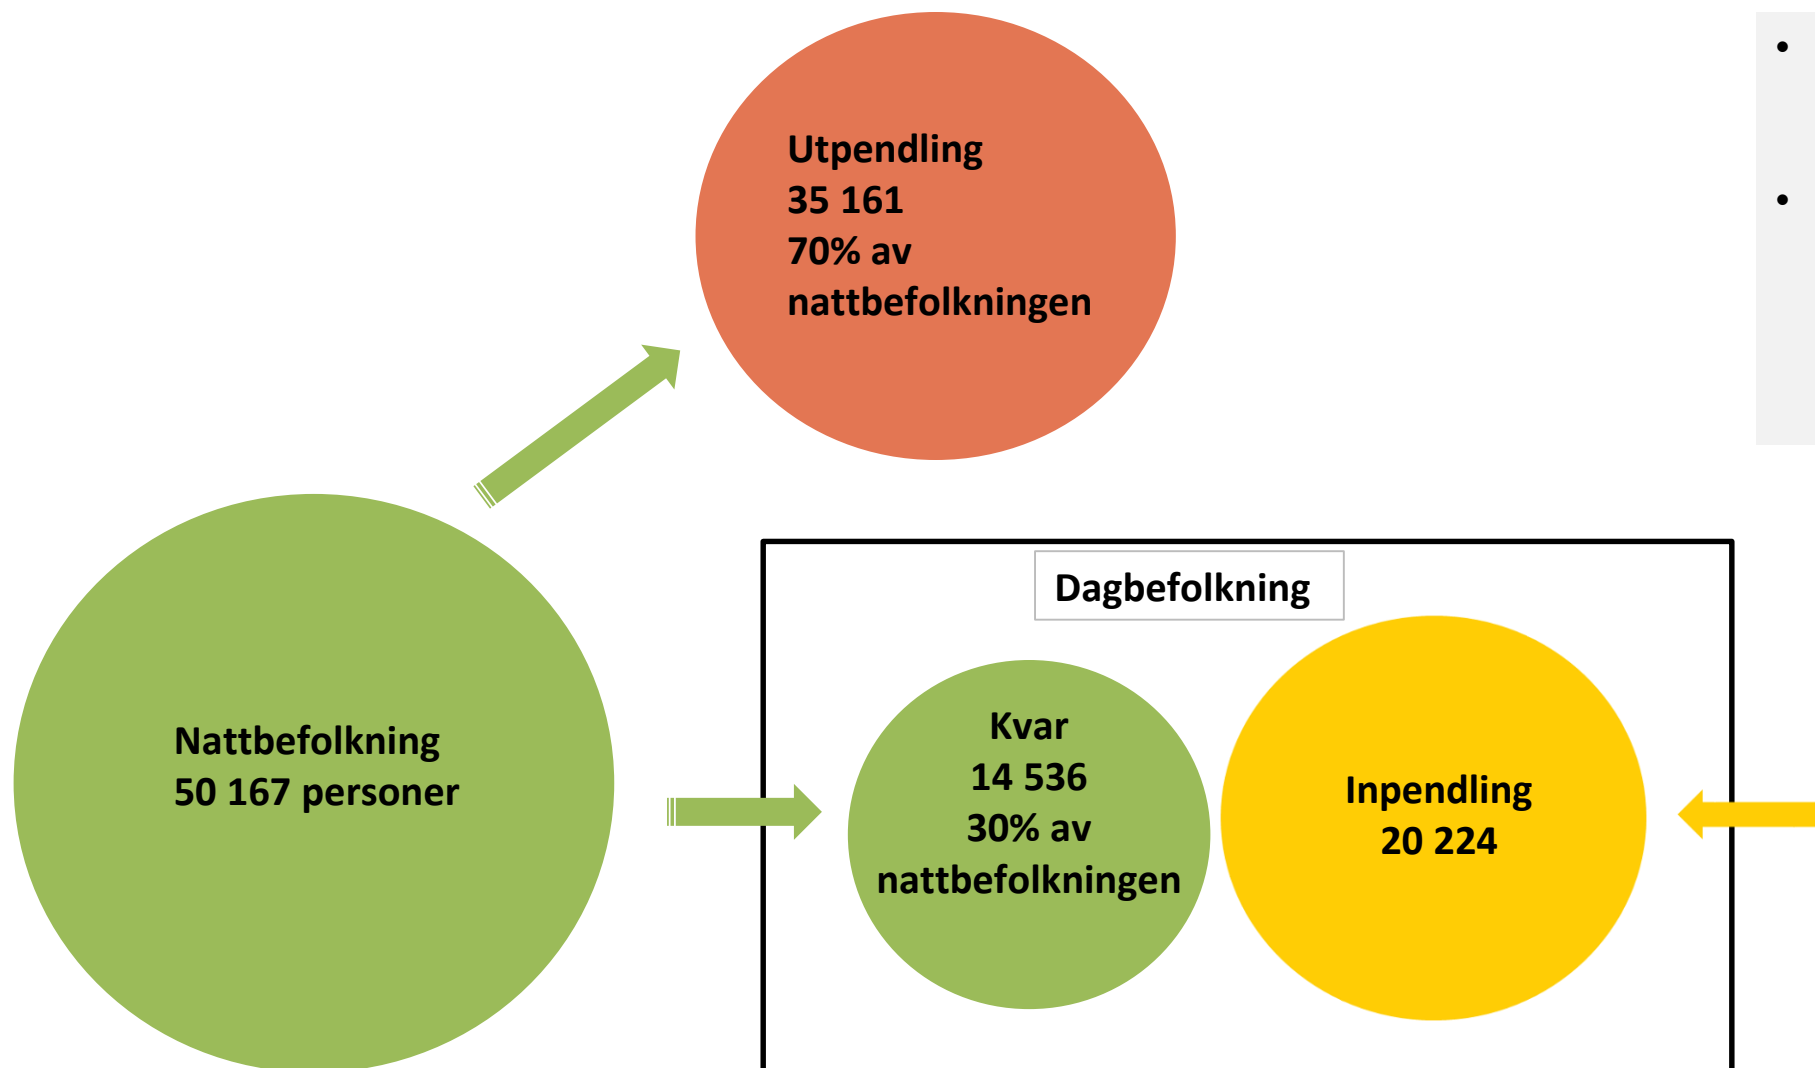 Utpendling
35 161
70% av
nattbefolkningen
•
•
Nattbefolkning
50 167 personer
Dagbefolkning
Kvar
14 536
30% av
nattbefolkningen
Inpendling
20 224